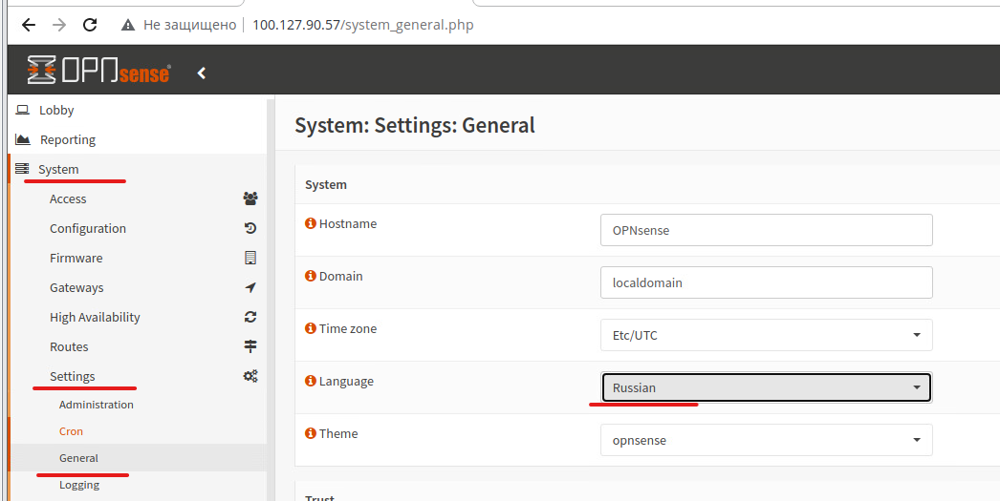 Не защищено | 100.127.90.57/system_general.php
OPNsense
Lobby
Reporting
System
Access
Configuration
Firmware
Gateways
High Availability
Routes
Settings
Administration
Cron
General
Logging
System: Settings: General
System
Hostname OPNsense
Domain localdomain
Time zone Etc/UTC
Language Russian
Theme opnsense
Trust